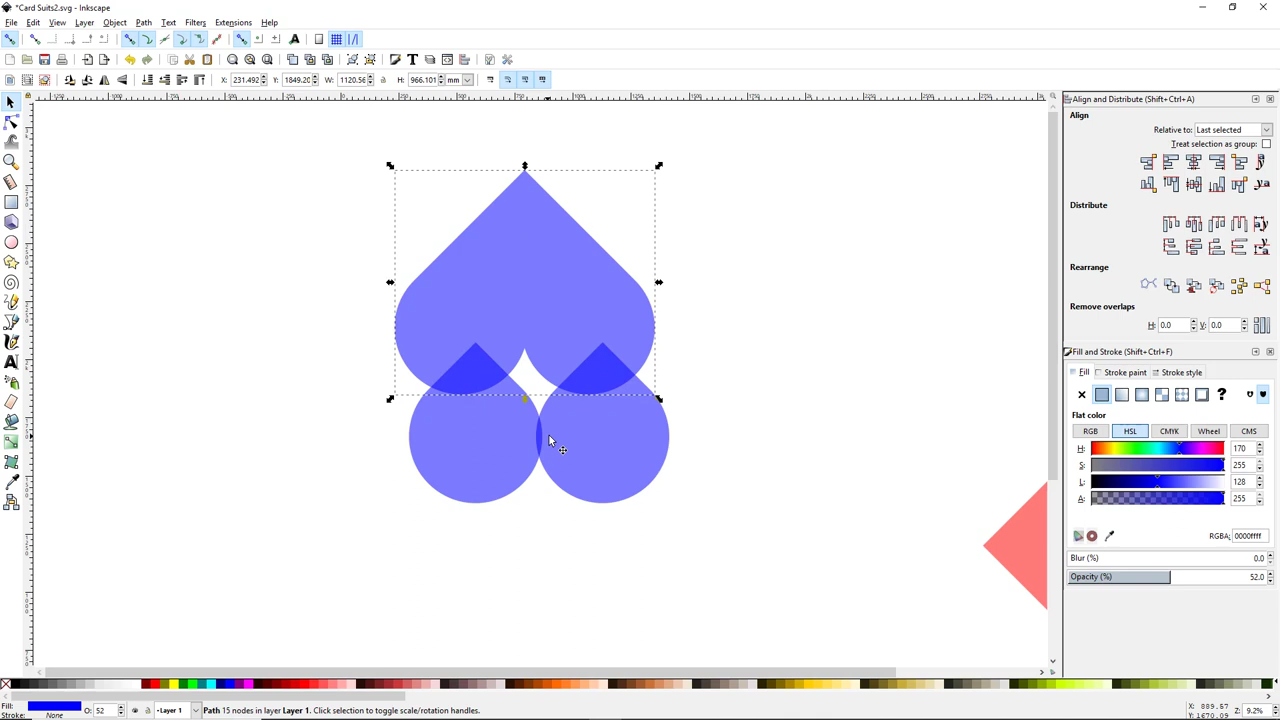 *Card Suits2.svg - Inkscape
File Edit View Layer Object Path Text Filters Extensions Help
X: 231.492 Y: 1849.20 W: 1120.56 H: 966.101 mm
Align and Distribute (Shift+Ctrl+A)
Align
Relative to: Last selected
Treat selection as group:
Distribute
Rearrange
Remove overlaps
H: 0.0 V: 0.0
Fill and Stroke (Shift+Ctrl+F)
Fill Stroke paint Stroke style
Flat color
RGB HSL CMYK Wheel CMS
H: 170
S: 255
L: 128
A: 255
RGBA: 0000ffff
Blur (%) 0.0
Opacity (%) 52.0
Fill: O: 52 Layer 1 Path 15 nodes in layer Layer 1. Click selection to toggle scale/rotation handles. X: 889.67 Z: 9.2%
Stroke: None Y: 1670.09